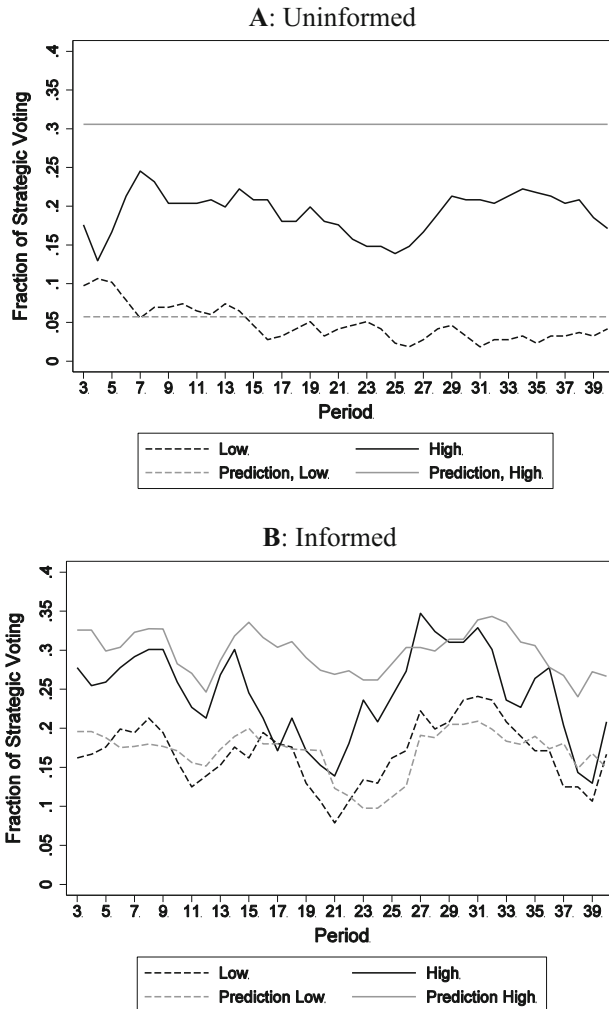 A: Uninformed
Fraction of Strategic Voting
.4
.35
.3
.25
.2
.15
.1
.05
0
3. 5. 7. 9. 11. 13. 15. 17. 19. 21. 23. 25. 27. 29. 31. 33. 35. 37. 39.
Period.
Low. High.
Prediction, Low. Prediction, High.
B: Informed
Fraction of Strategic Voting
.4
.35
.3
.25
.2
.15
.1
.05
0
3. 5. 7. 9. 11. 13. 15. 17. 19. 21. 23. 25. 27. 29. 31. 33. 35. 37. 39.
Period.
Low. High.
Prediction Low. Prediction High.